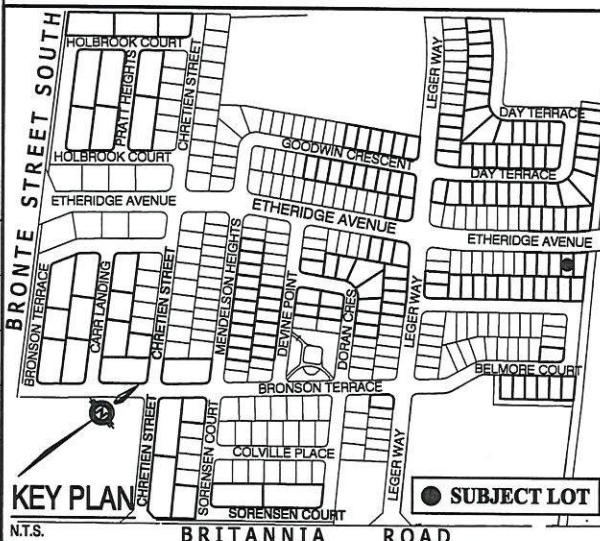 HOLBROOK COURT
BRONTE STREET SOUTH
PRATT HEIGHTS
CHRETIEN STREET
LEGER WAY
DAY TERRACE
HOLBROOK COURT
GOODWIN CRESCENT
DAY TERRACE
ETHERIDGE AVENUE
ETHERIDGE AVENUE
ETHERIDGE AVENUE
BRONSON TERRACE
CARR LANDING
CHRETIEN STREET
MENDELSON HEIGHTS
DEVINE POINT
DORAN CRES
LEGER WAY
BELMORE COURT
BRONSON TERRACE
N
CHRETIEN STREET
SORENSEN COURT
COLVILLE PLACE
LEGER WAY
KEY PLAN
SUBJECT LOT
SORENSEN COURT
N.T.S.
BRITANNIA ROAD